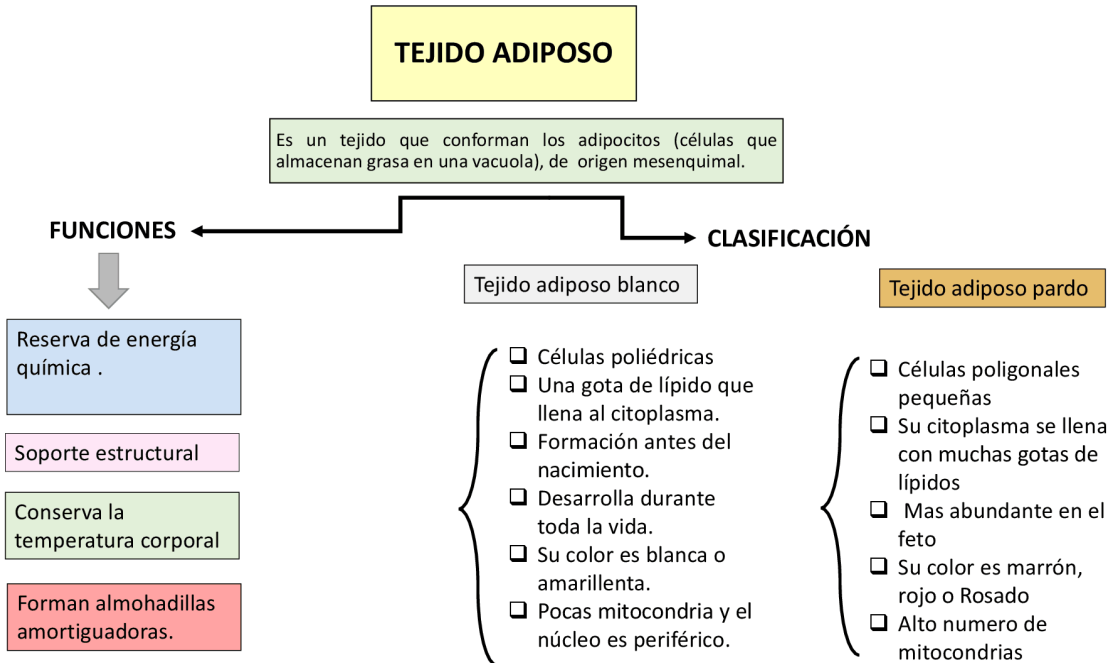 TEJIDO ADIPOSO
Es un tejido que conforman los adipocitos (células que
almacenan grasa en una vacuola), de origen mesenquimal.
FUNCIONES
Reserva de energía
química .
Soporte estructural
Conserva la
temperatura corporal
Forman almohadillas
amortiguadoras.
CLASIFICACIÓN
Tejido adiposo blanco
❑ Células poliédricas
❑ Una gota de lípido que
llena al citoplasma.
❑ Formación antes del
nacimiento.
❑ Desarrolla durante
toda la vida.
❑ Su color es blanca o
amarillenta.
❑ Pocas mitocondria y el
núcleo es periférico.
Tejido adiposo pardo
❑ Células poligonales
pequeñas
❑ Su citoplasma se llena
con muchas gotas de
lípidos
❑ Mas abundante en el
feto
❑ Su color es marrón,
rojo o Rosado
❑ Alto numero de
mitocondrias